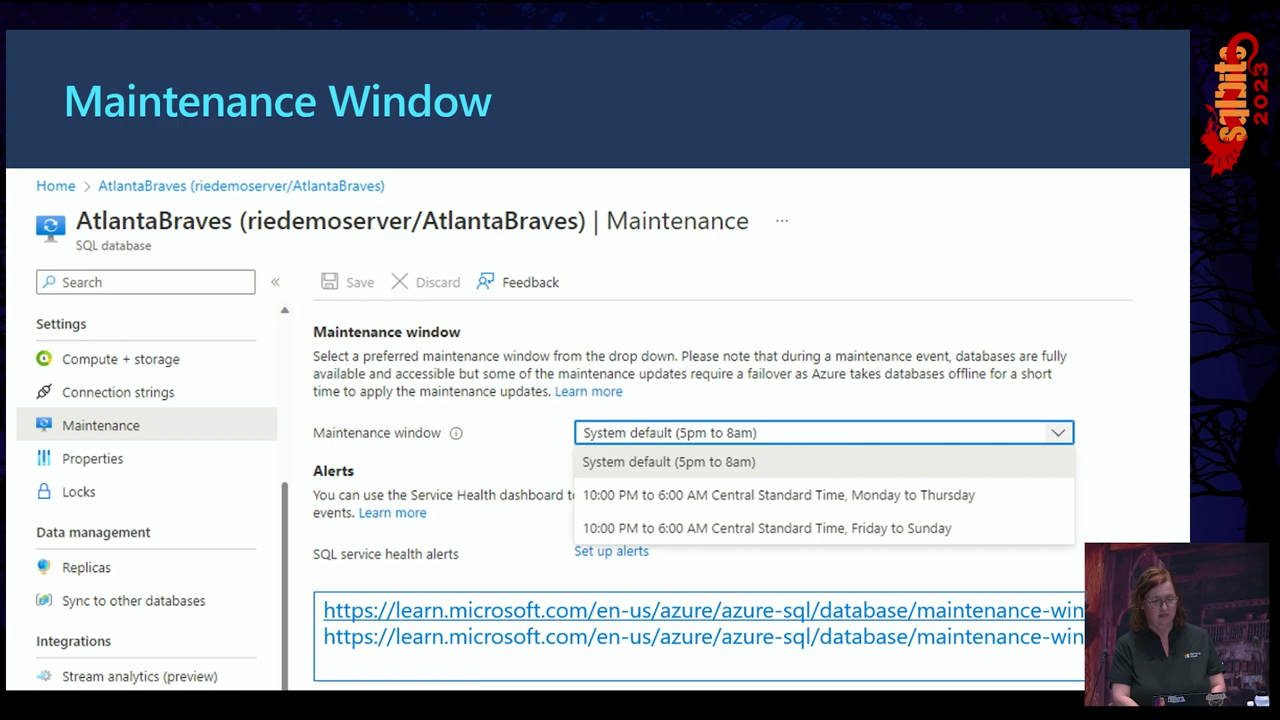 Maintenance Window
sqlbits
2023
Home > AtlantaBraves (riedemoserver/AtlantaBraves)
AtlantaBraves (riedemoserver/AtlantaBraves) | Maintenance ...
SQL database
Search «
Save Discard Feedback
Settings
Compute + storage
Connection strings
Maintenance
Properties
Locks
Data management
Replicas
Sync to other databases
Integrations
Stream analytics (preview)
Maintenance window
Select a preferred maintenance window from the drop down. Please note that during a maintenance event, databases are fully
available and accessible but some of the maintenance updates require a failover as Azure takes databases offline for a short
time to apply the maintenance updates. Learn more
Maintenance window System default (5pm to 8am)
System default (5pm to 8am)
10:00 PM to 6:00 AM Central Standard Time, Monday to Thursday
10:00 PM to 6:00 AM Central Standard Time, Friday to Sunday
Alerts
You can use the Service Health dashboard
events. Learn more
SQL service health alerts Set up alerts
https://learn.microsoft.com/en-us/azure/azure-sql/database/maintenance-win
https://learn.microsoft.com/en-us/azure/azure-sql/database/maintenance-win